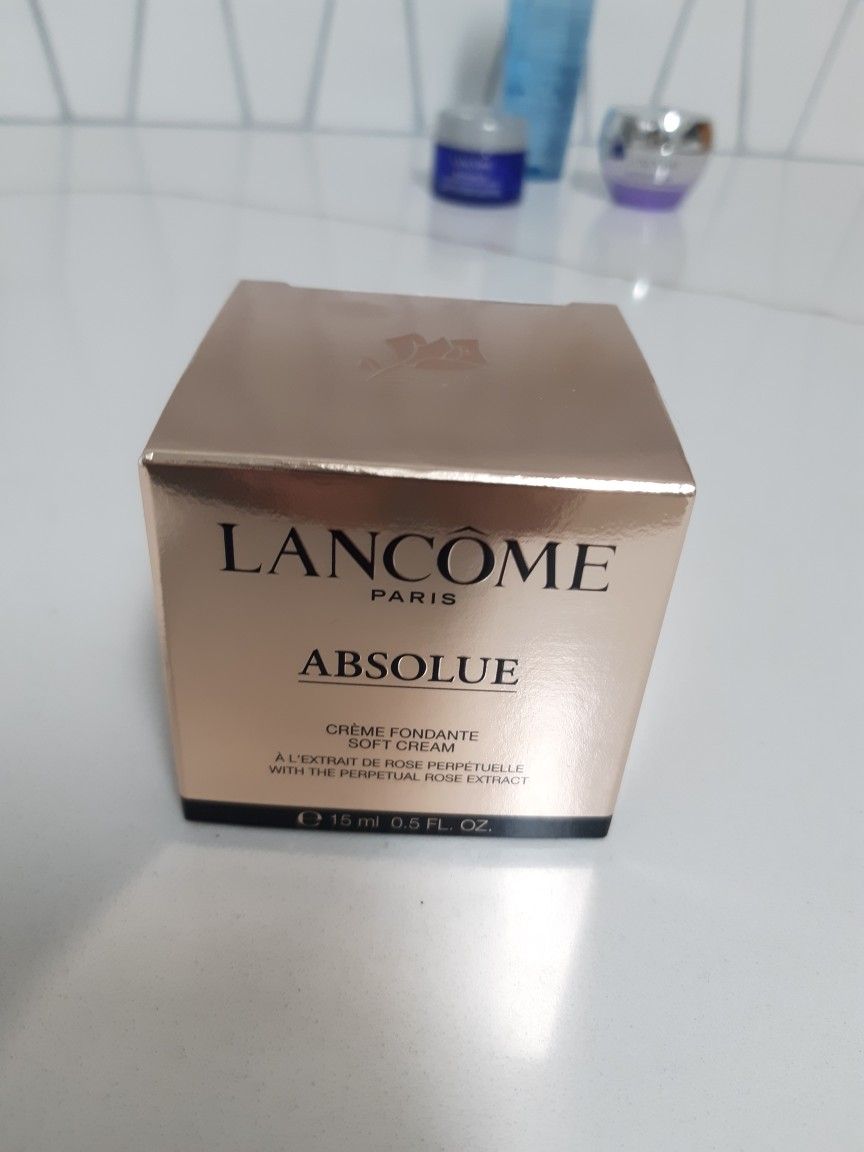 LANCÔME
PARIS
ABSOLUE
CRÈME FONDANTE
SOFT CREAM
À L'EXTRAIT DE ROSE PERPÉTUELLE
WITH THE PERPETUAL ROSE EXTRACT
℮ 15 ml 0.5 FL. OZ.